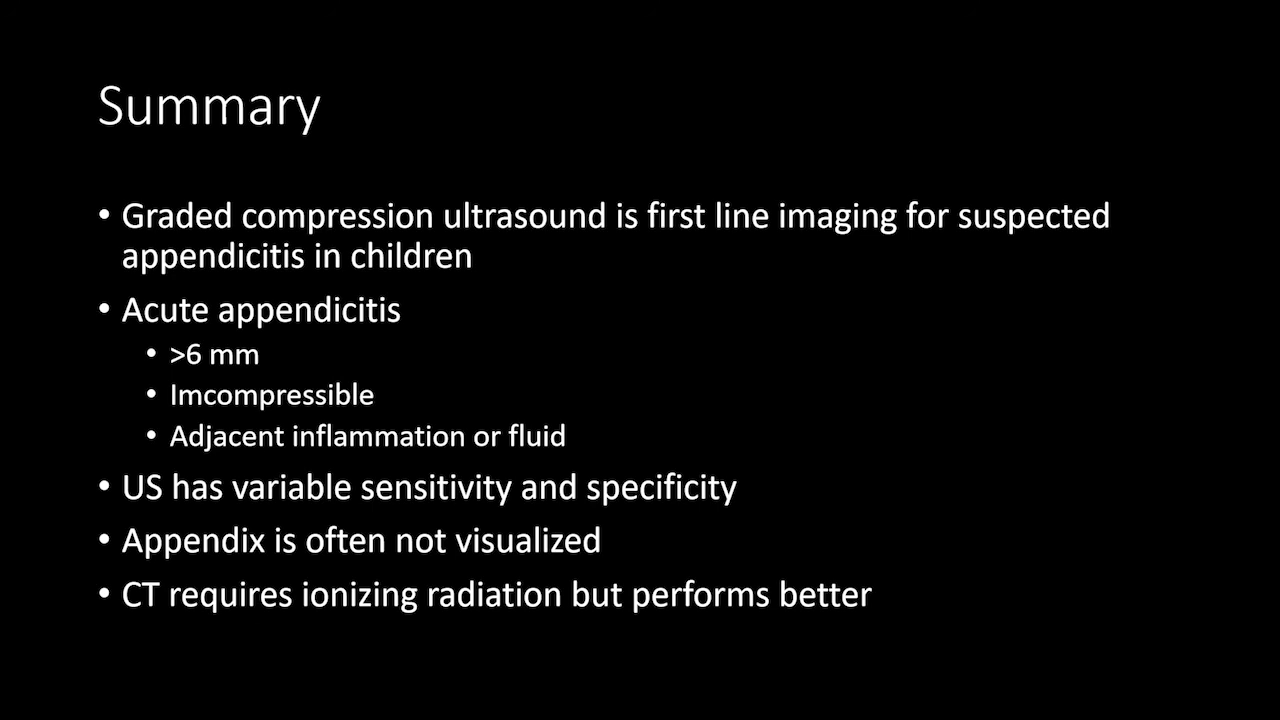 Summary
• Graded compression ultrasound is first line imaging for suspected
appendicitis in children
• Acute appendicitis
• >6 mm
• Imcompressible
• Adjacent inflammation or fluid
• US has variable sensitivity and specificity
• Appendix is often not visualized
• CT requires ionizing radiation but performs better